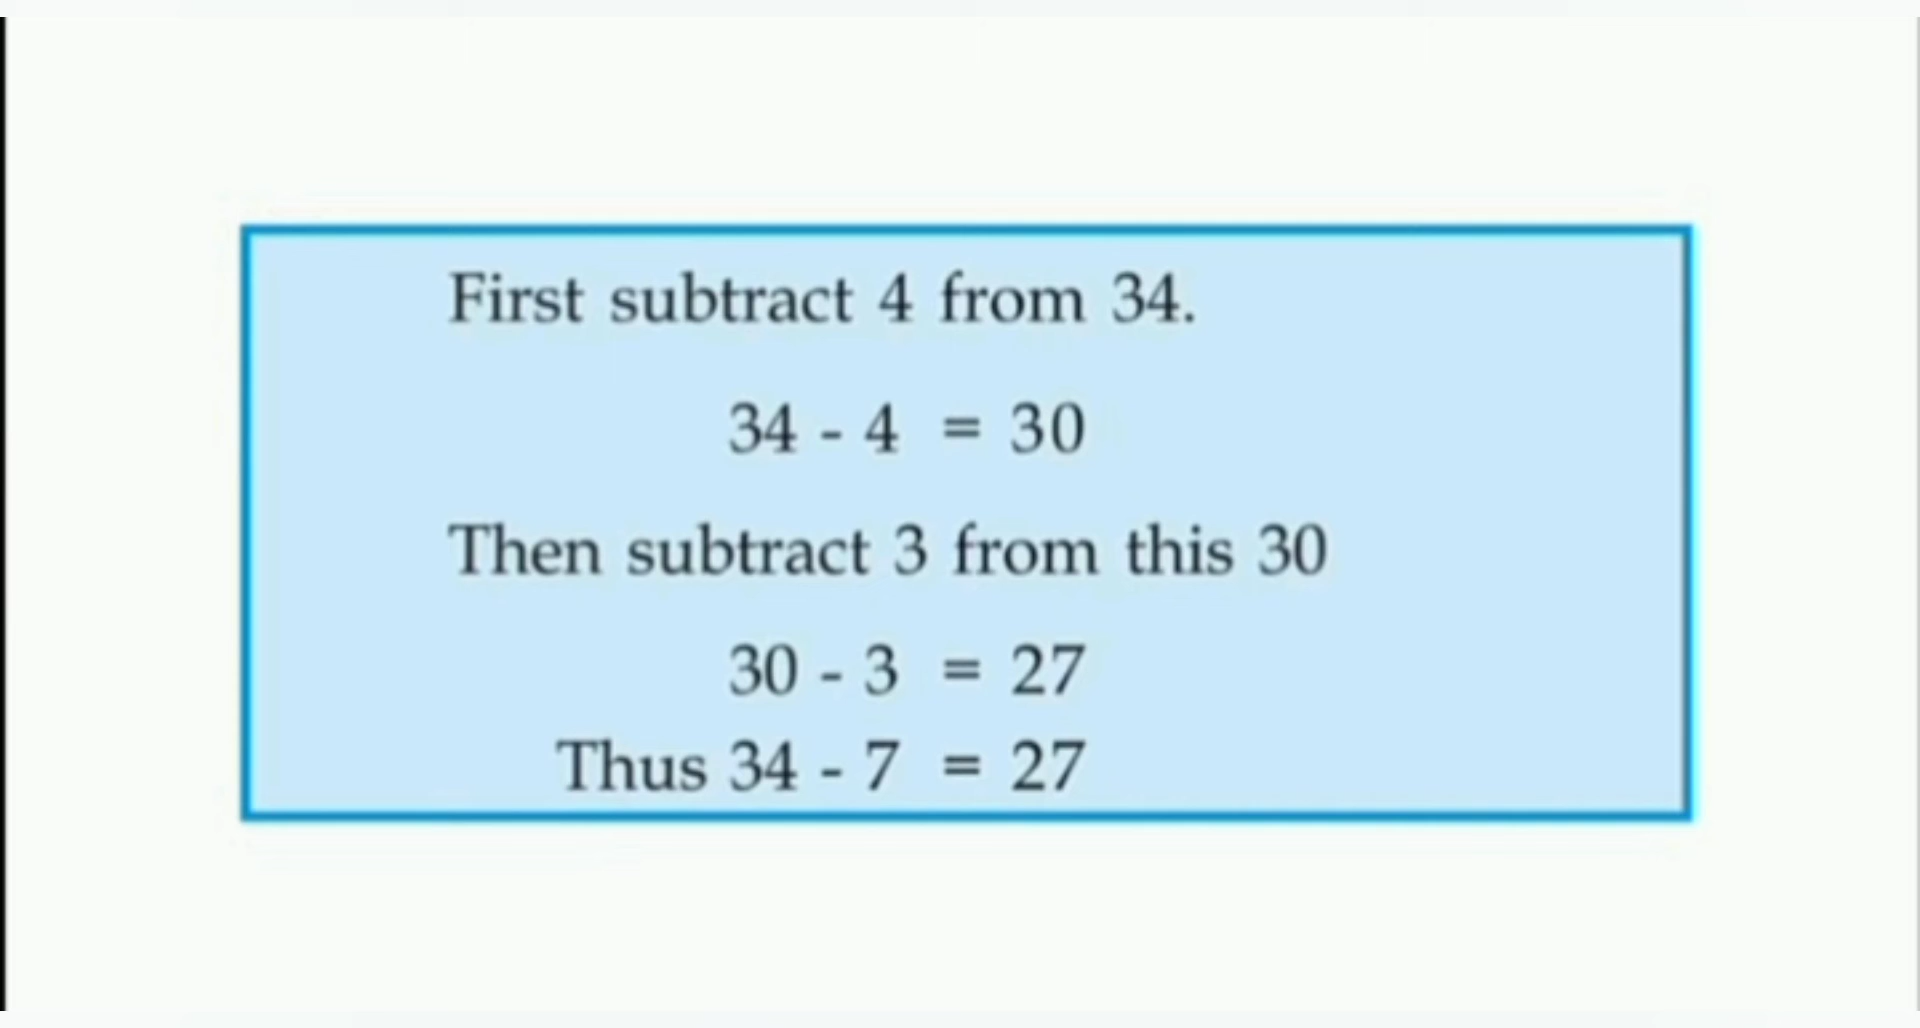 First subtract 4 from 34.
34 - 4 = 30
Then subtract 3 from this 30
30 - 3 = 27
Thus 34 - 7 = 27